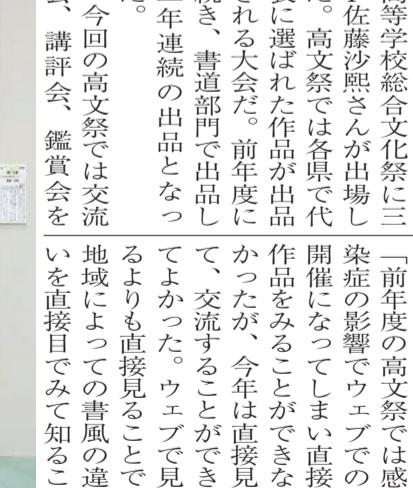 高等学校総合文化祭に三
佐藤沙熙さんが出場し
た。高文祭では各県で代
表に選ばれた作品が出品
される大会だ。前年度に
続き、書道部門で出品し
二年連続の出品となっ
た。
今回の高文祭では交流
会、講評会、鑑賞会を
「前年度の高文祭では感
染症の影響でウェブでの
開催になってしまい直接
作品をみることができな
かったが、今年は直接見
て、交流することができ
てよかった。ウェブで見
るよりも直接見ることで
地域によっての書風の違
いを直接目でみて知るこ